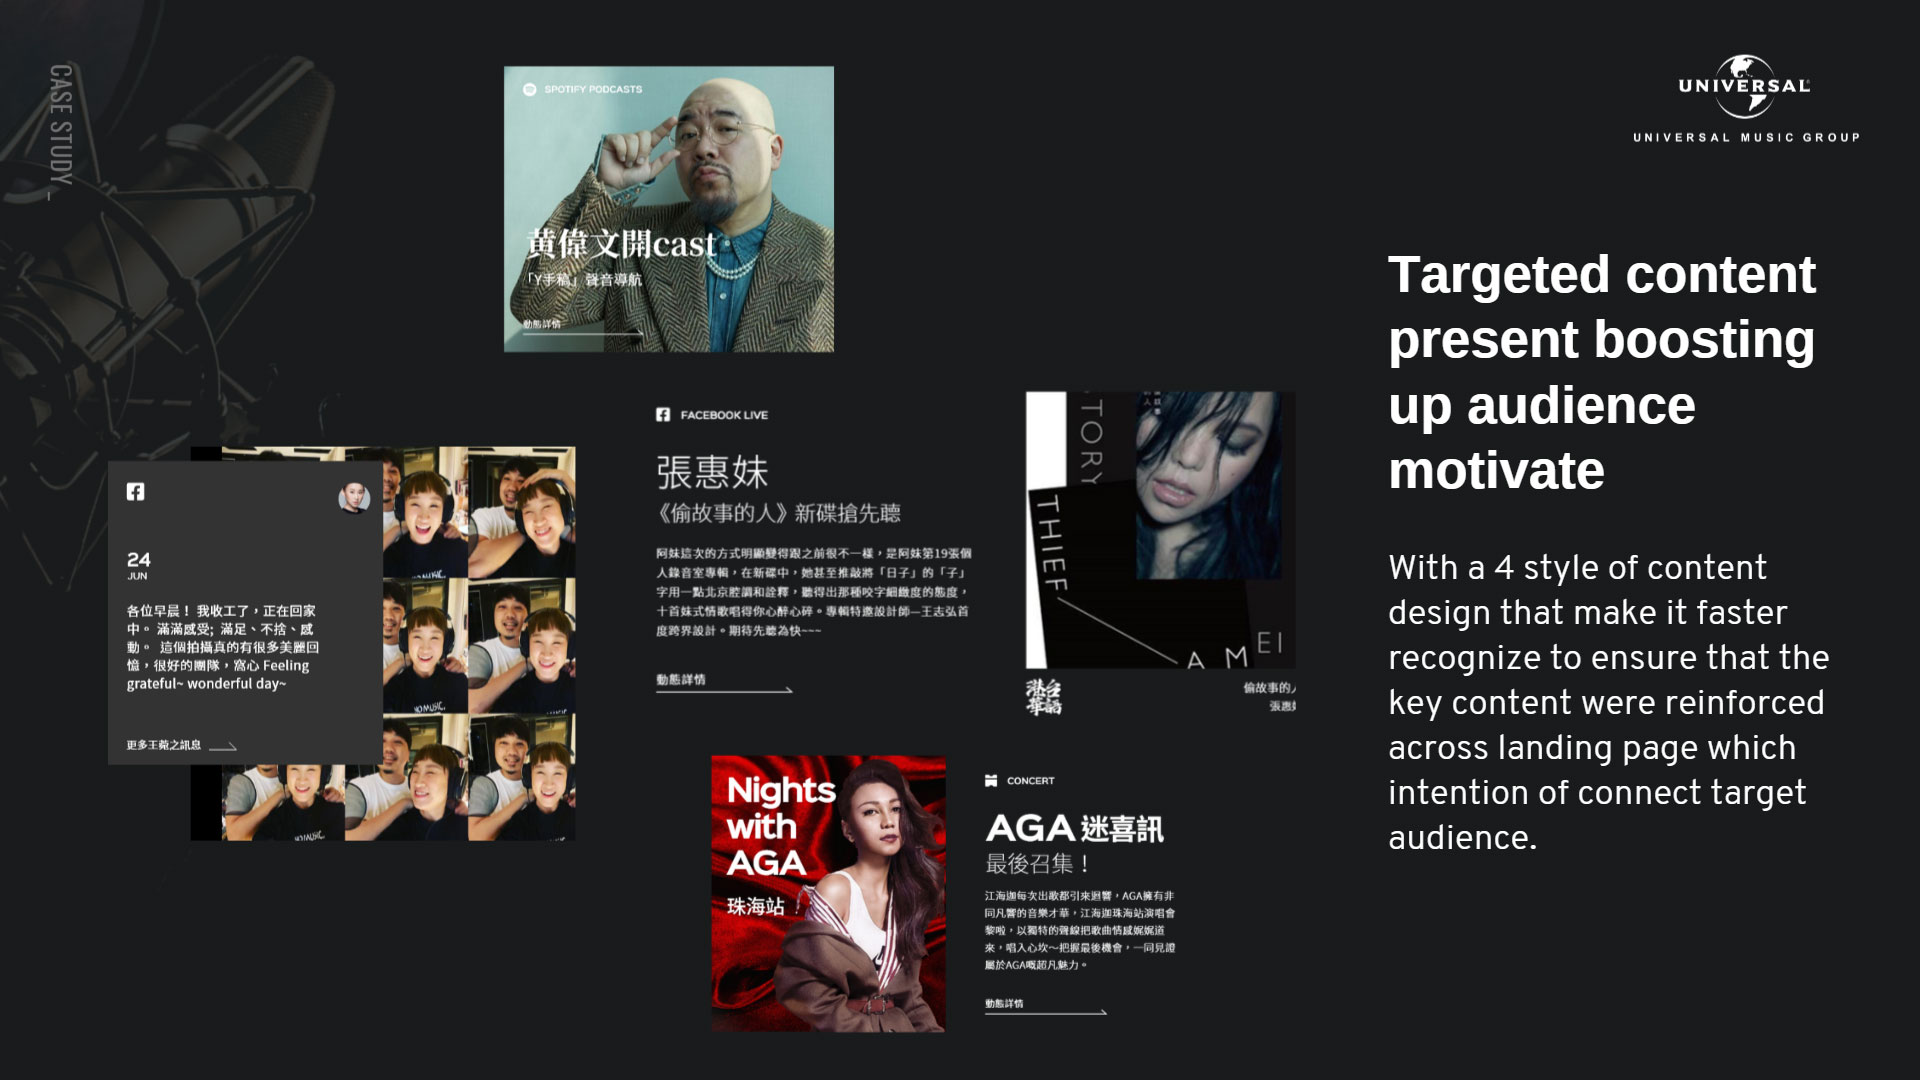 CASE STUDY -
SPOTIFY PODCASTS
黄偉文開cast
「Y手稿」聲音導航
動態詳情
UNIVERSAL
UNIVERSAL MUSIC GROUP
Targeted content
present boosting
up audience
motivate
With a 4 style of content
design that make it faster
recognize to ensure that the
key content were reinforced
across landing page which
intention of connect target
audience.
24
JUN
各位早晨！ 我收工了，正在回家
中。 滿滿感受; 滿足、不捨、感
動。 這個拍攝真的有很多美麗回
憶，很好的團隊，窩心 Feeling
grateful~ wonderful day~
更多王菀之訊息
FACEBOOK LIVE
張惠妹
《偷故事的人》新碟搶先聽
阿妹這次的方式明顯變得跟之前很不一樣，是阿妹第19張個
人錄音室專輯，在新碟中，她甚至推敲將「日子」的「子」
字用一點北京腔調和詮釋，聽得出那種咬字細緻度的態度，
十首妹式情歌唱得你心醉心碎。專輯特邀設計師—王志弘首
度跨界設計。期待先聽為快~~~
動態詳情
STORY
THIEF
A M EI
港台
華語
偷故事的人
張惠妹
Nights
with
AGA
珠海站
CONCERT
AGA 迷喜訊
最後召集！
江海迦每次出歌都引來迴響，AGA擁有非
同凡響的音樂才華，江海迦珠海站演唱會
黎啦，以獨特的聲線把歌曲情感娓娓道
來，唱入心坎～把握最後機會，一同見證
屬於AGA嘅超凡魅力。
動態詳情